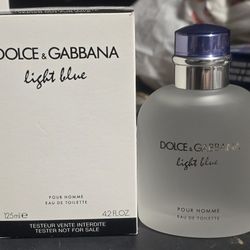 DOLCE & GABBANA
light blue
POUR HOMME
EAU DE TOILETTE
125ml ℮ 4.2 FL.OZ
TESTEUR VENTE INTERDITE
TESTER NOT FOR SALE
DOLCE & GABBANA
light blue
POUR HOMME
EAU DE TOILETTE